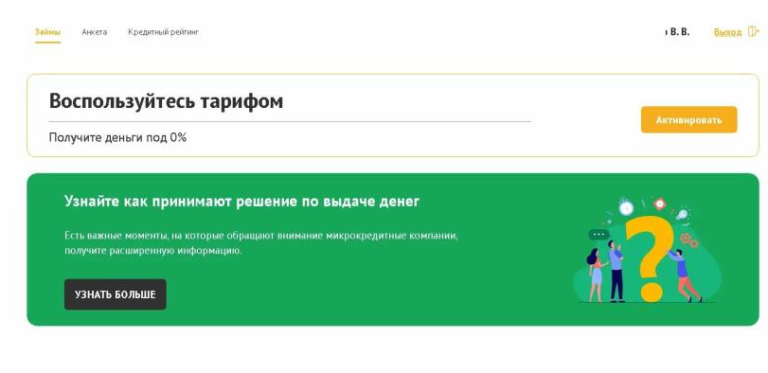 Займы Анкета Кредитный рейтинг В. В. Выход
Воспользуйтесь тарифом
Получите деньги под 0%
Активировать
Узнайте как принимают решение по выдаче денег
Есть важные моменты, на которые обращают внимание микрокредитные компании,
получите расширенную информацию.
УЗНАТЬ БОЛЬШЕ
?